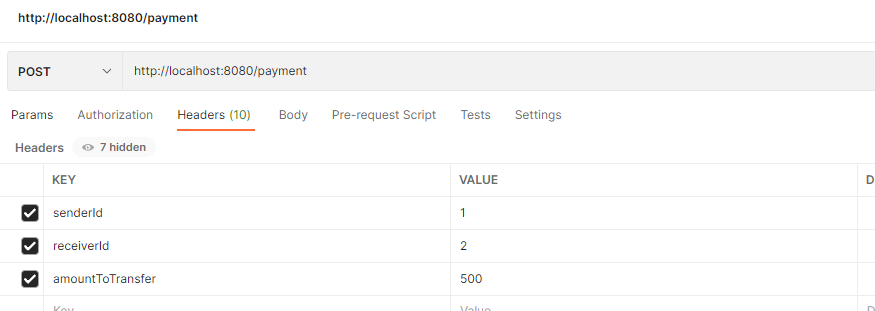 http://localhost:8080/payment
POST http://localhost:8080/payment
Params Authorization Headers (10) Body Pre-request Script Tests Settings
Headers 7 hidden
KEY VALUE D
senderId 1
receiverId 2
amountToTransfer 500
Key Value D